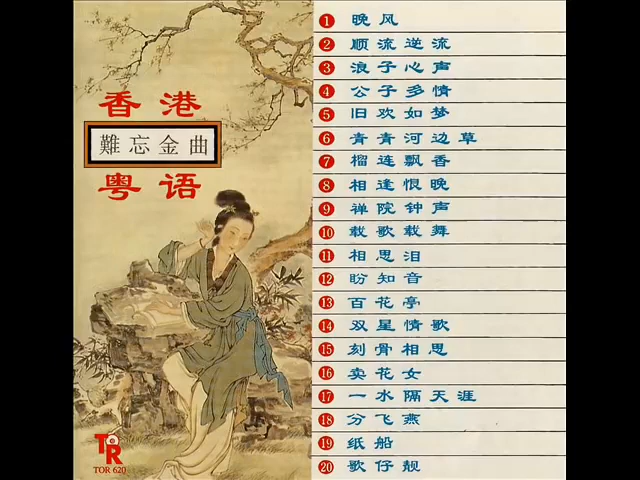 香港
難忘金曲
粤语
TR
TOR 620
1 晚风
2 顺流逆流
3 浪子心声
4 公子多情
5 旧欢如梦
6 青青河边草
7 榴连飘香
8 相逢恨晚
9 禅院钟声
10 载歌载舞
11 相思泪
12 盼知音
13 百花亭
14 双星情歌
15 刻骨相思
16 卖花女
17 一水隔天涯
18 分飞燕
19 纸船
20 歌仔靓